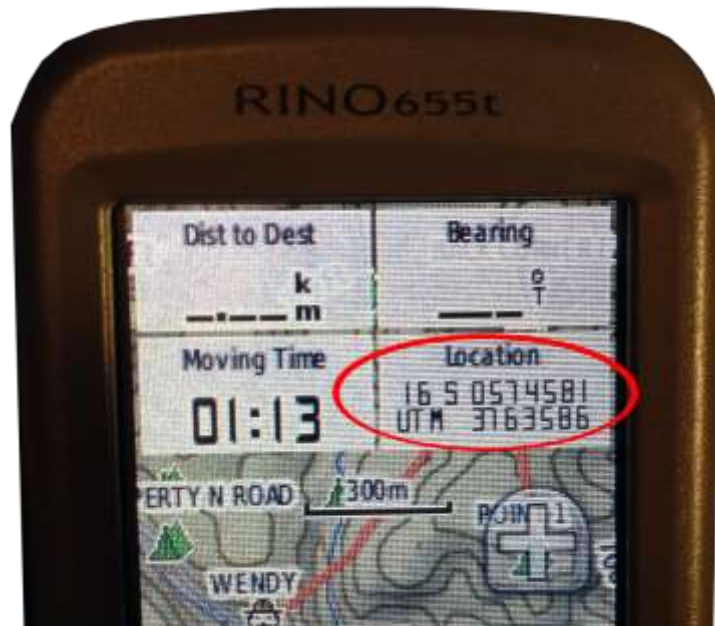 RINO655t
Dist to Dest
_._ _ k m
Bearing
_ _ ° T
Moving Time
01:13
Location
16 S 0574581
UTM 3763586
PERTY N ROAD
300m
POINT 1
WENDY